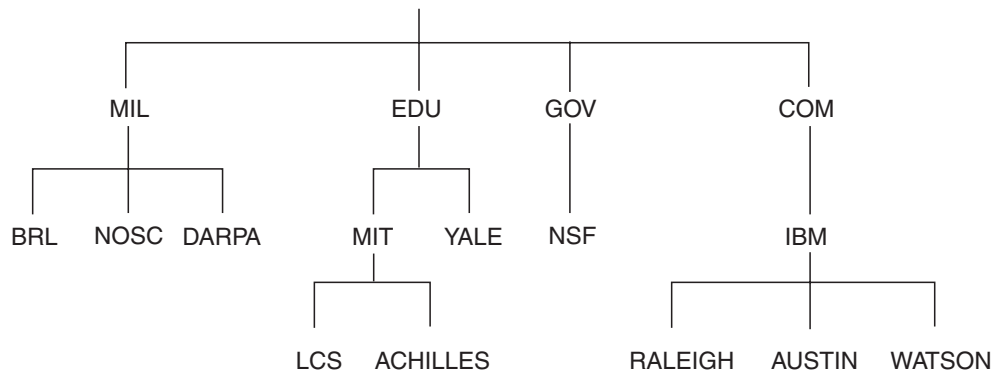 MIL EDU GOV COM
BRL NOSC DARPA MIT YALE NSF IBM
LCS ACHILLES RALEIGH AUSTIN WATSON